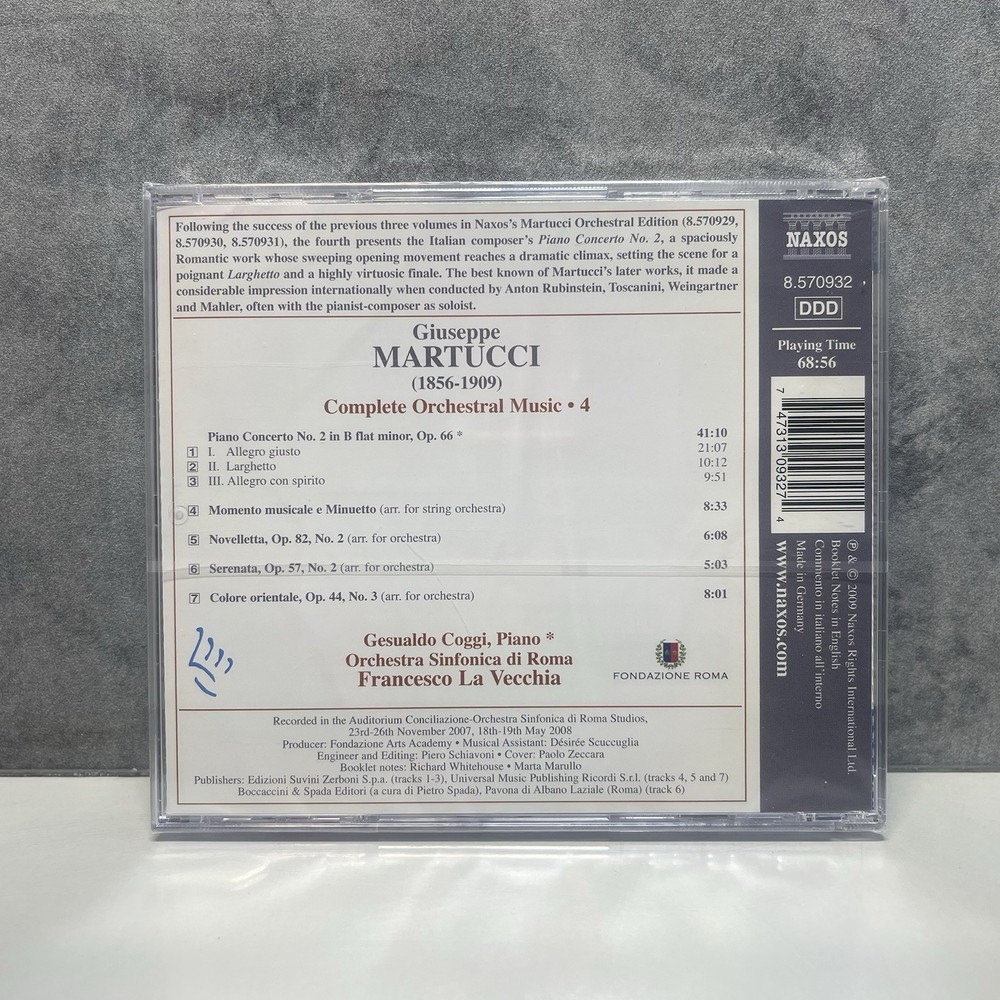 Following the success of the previous three volumes in Naxos's Martucci Orchestral Edition (8.570929,
8.570930, 8.570931), the fourth presents the Italian composer's Piano Concerto No. 2, a spaciously
Romantic work whose sweeping opening movement reaches a dramatic climax, setting the scene for a
poignant Larghetto and a highly virtuosic finale. The best known of Martucci's later works, it made a
considerable impression internationally when conducted by Anton Rubinstein, Toscanini, Weingartner
and Mahler, often with the pianist-composer as soloist.
Giuseppe
MARTUCCI
(1856-1909)
Complete Orchestral Music • 4
Piano Concerto No. 2 in B flat minor, Op. 66 * 41:10
1 I. Allegro giusto 21:07
2 II. Larghetto 10:12
3 III. Allegro con spirito 9:51
4 Momento musicale e Minuetto (arr. for string orchestra) 8:33
5 Novelletta, Op. 82, No. 2 (arr. for orchestra) 6:08
6 Serenata, Op. 57, No. 2 (arr. for orchestra) 5:03
7 Colore orientale, Op. 44, No. 3 (arr. for orchestra) 8:01
Gesualdo Coggi, Piano *
Orchestra Sinfonica di Roma
Francesco La Vecchia
FONDAZIONE ROMA
Recorded in the Auditorium Conciliazione-Orchestra Sinfonica di Roma Studios,
23rd-26th November 2007, 18th-19th May 2008
Producer: Fondazione Arts Academy • Musical Assistant: Désirée Scuccuglia
Engineer and Editing: Piero Schiavoni • Cover: Paolo Zeccara
Booklet notes: Richard Whitehouse • Marta Marullo
Publishers: Edizioni Suvini Zerboni S.p.a. (tracks 1-3), Universal Music Publishing Ricordi S.r.l. (tracks 4, 5 and 7)
Boccaccini & Spada Editori (a cura di Pietro Spada), Pavona di Albano Laziale (Roma) (track 6)
NAXOS
8.570932
DDD
Playing Time
68:56
7 47313 09327 4
℗ & © 2009 Naxos Rights International Ltd.
Booklet Notes in English
Commento in italiano all'interno
Made in Germany
www.naxos.com